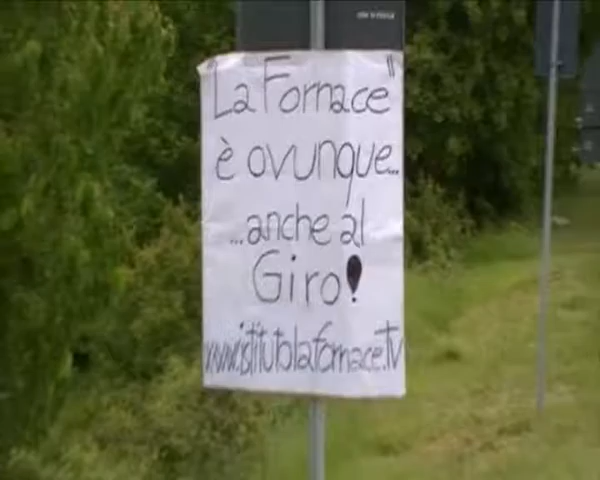 "La Fornace"
è ovunque...
...anche al
Giro!
www.istitutolafornace.tv